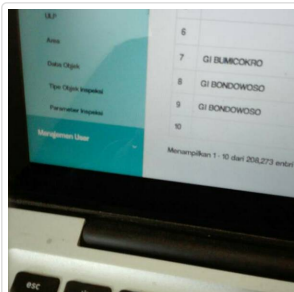 ULP
Area
Data Objek
Tipe Objek Inspeksi
Parameter Inspeksi
Manajemen User
6
7 GI BUMICOKRO
8 GI BONDOWOSO
9 GI BONDOWOSO
10
Menampilkan 1 - 10 dari 208,273 entri
esc